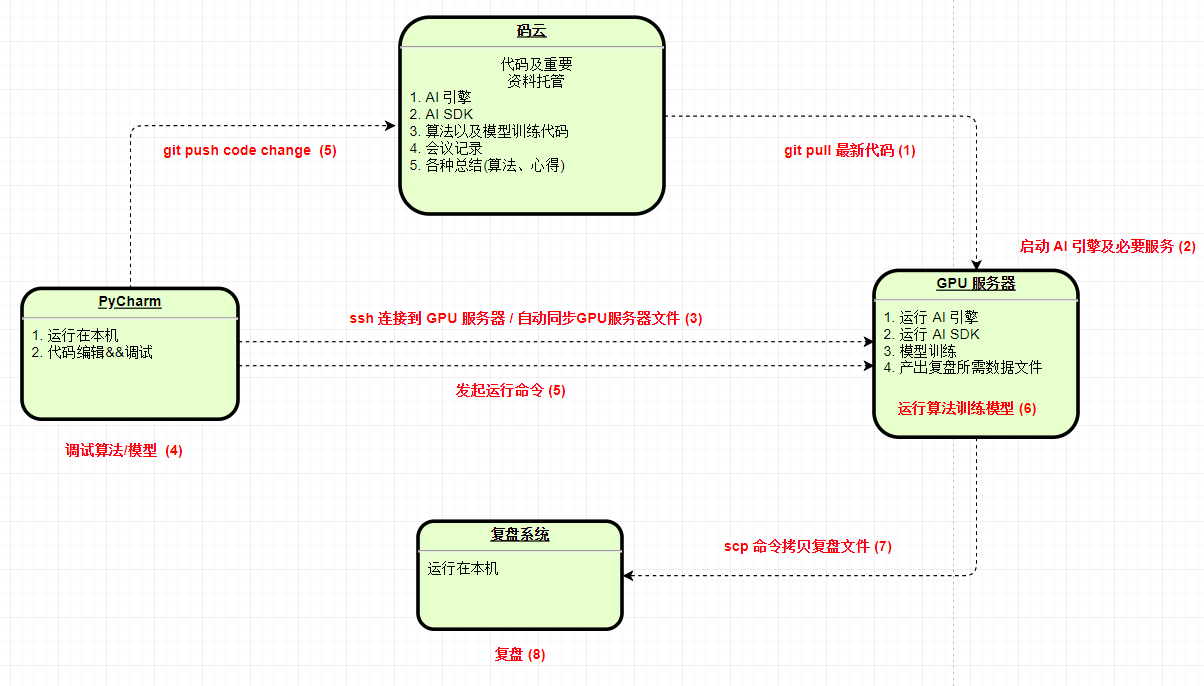 码云
代码及重要
资料托管
1. AI 引擎
2. AI SDK
3. 算法以及模型训练代码
4. 会议记录
5. 各种总结(算法、心得)
git push code change  (5)
git pull 最新代码 (1)
启动 AI 引擎及必要服务 (2)
PyCharm
1. 运行在本机
2. 代码编辑&&调试
ssh 连接到 GPU 服务器 / 自动同步GPU服务器文件 (3)
发起运行命令 (5)
GPU 服务器
1. 运行 AI 引擎
2. 运行 AI SDK
3. 模型训练
4. 产出复盘所需数据文件
运行算法训练模型 (6)
调试算法/模型  (4)
复盘系统
运行在本机
scp 命令拷贝复盘文件 (7)
复盘 (8)